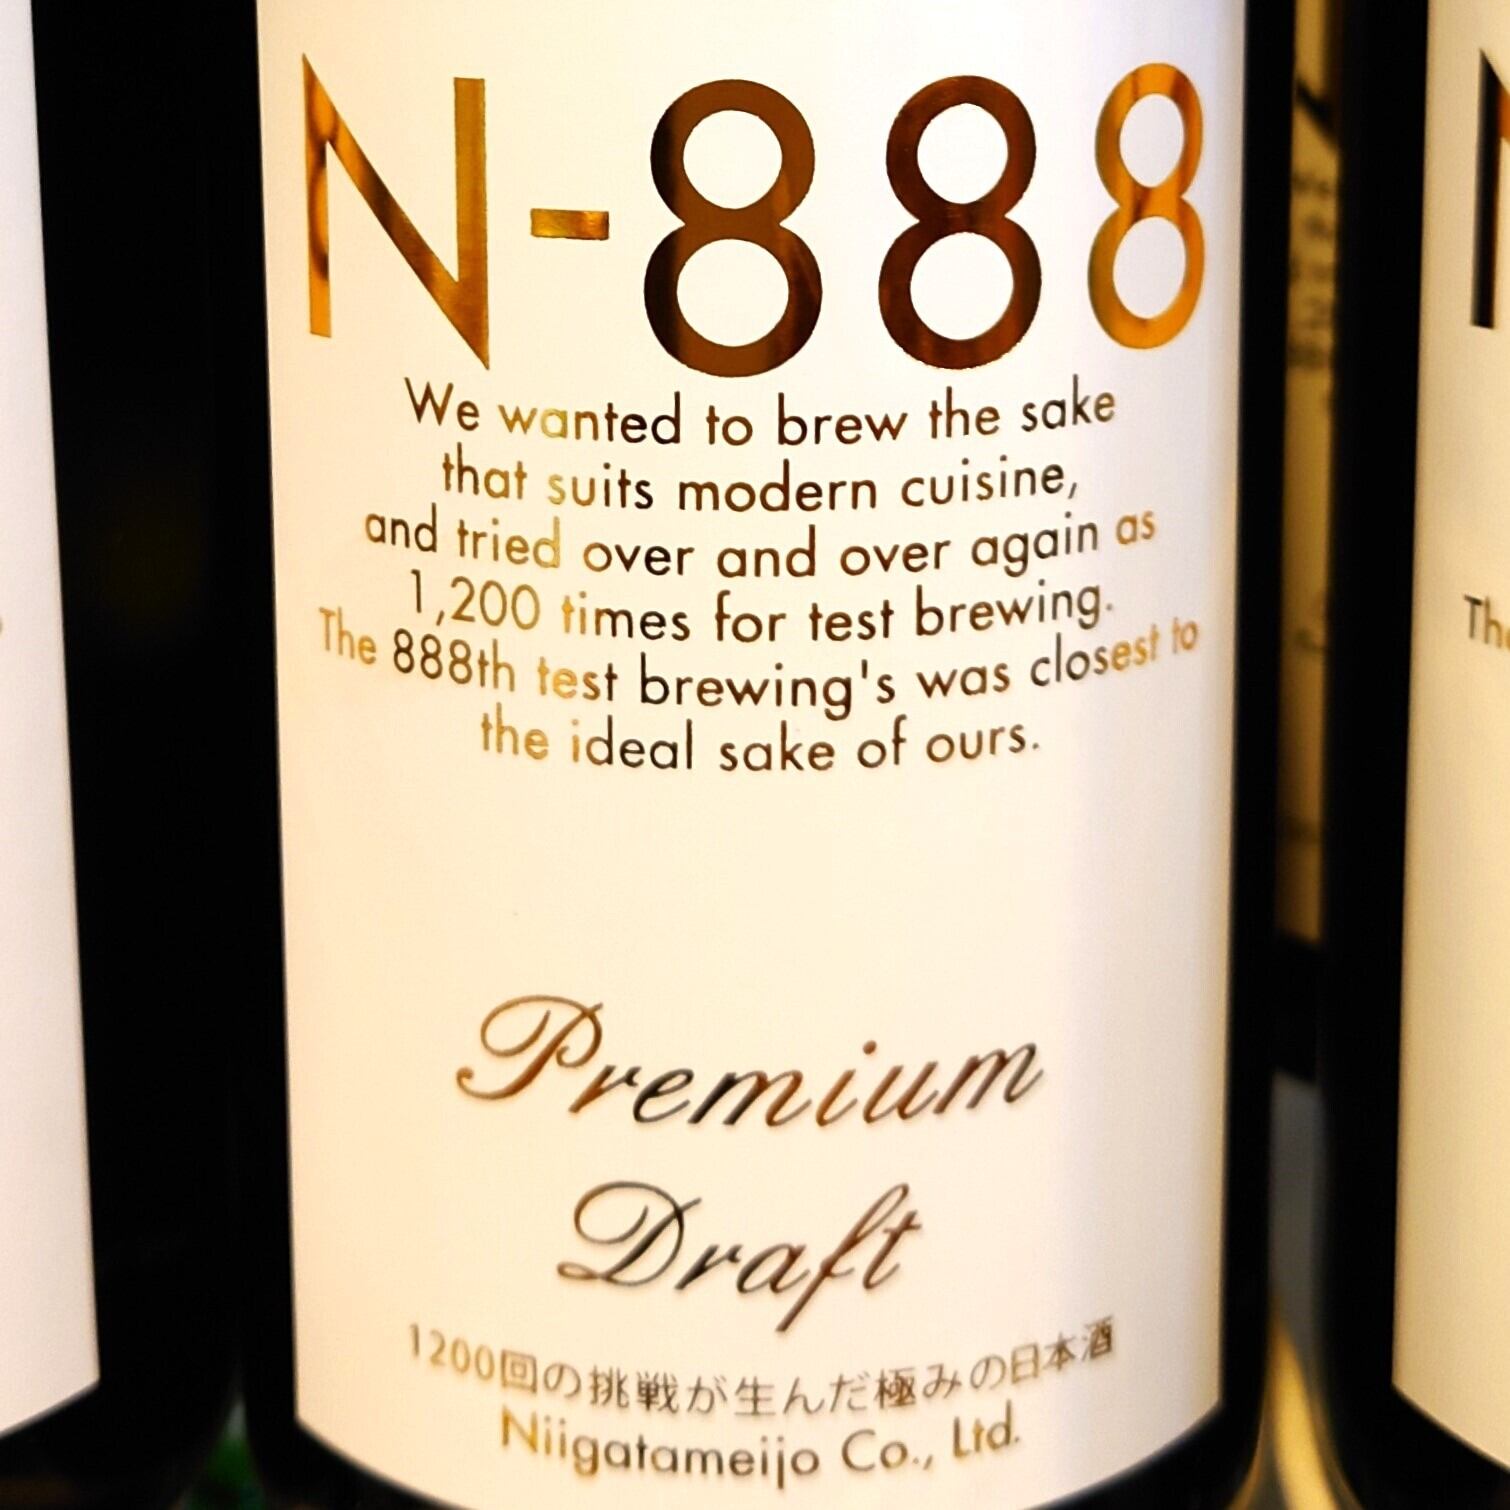 N-888
We wanted to brew the sake
that suits modern cuisine,
and tried over and over again as
1,200 times for test brewing.
The 888th test brewing's was closest to
the ideal sake of ours.
Premium
Draft
1200回の挑戦が生んだ極みの日本酒
Niigatameijo Co., Ltd.